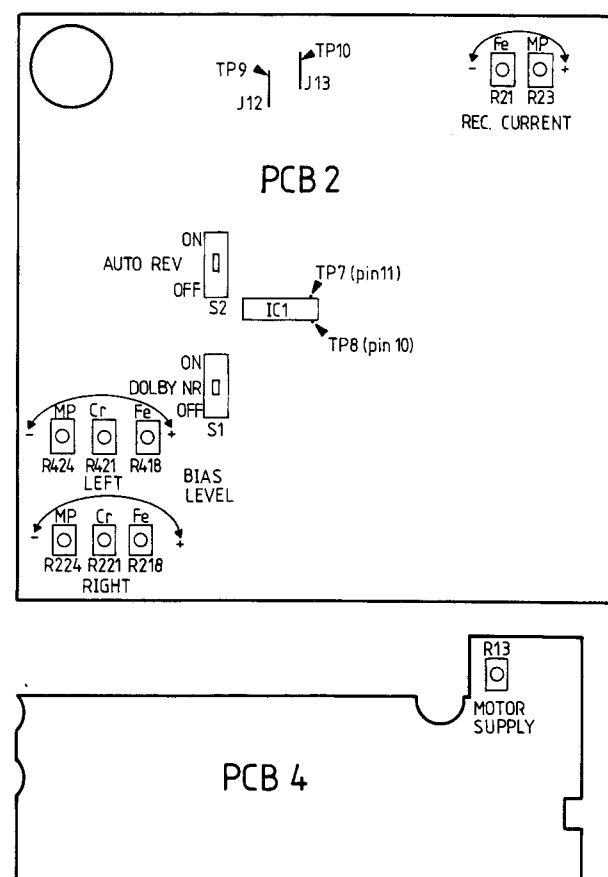 TP10
TP9
J13
J12
Fe MP
- +
R21 R23
REC. CURRENT
PCB 2
ON
AUTO REV
OFF
S2
TP7 (pin11)
IC1
TP8 (pin 10)
ON
DOLBY NR
OFF
S1
MP Cr Fe
- +
R424 R421 R418
LEFT
BIAS
LEVEL
MP Cr Fe
- +
R224 R221 R218
RIGHT
R13
MOTOR
SUPPLY
PCB 4